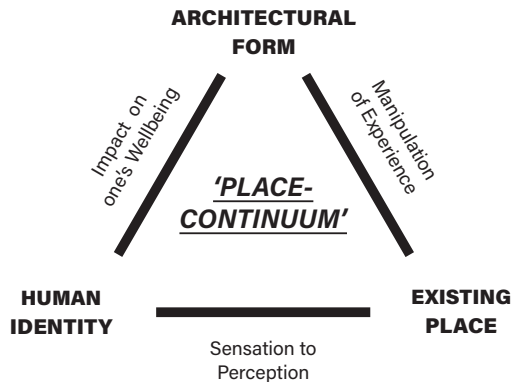 ARCHITECTURAL
FORM
Impact on
one's Wellbeing
Manipulation
of Experience
'PLACE-
CONTINUUM'
HUMAN
IDENTITY
EXISTING
PLACE
Sensation to
Perception